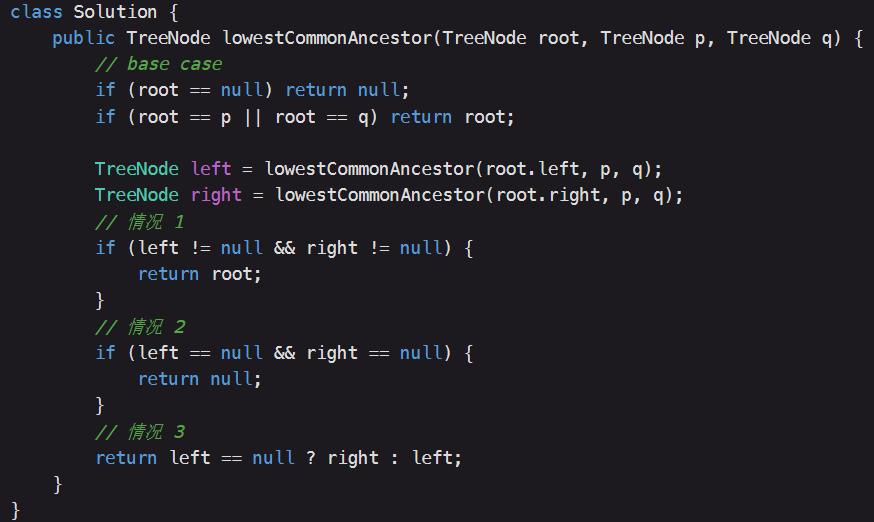 class Solution {
    public TreeNode lowestCommonAncestor(TreeNode root, TreeNode p, TreeNode q) {
        // base case
        if (root == null) return null;
        if (root == p || root == q) return root;

        TreeNode left = lowestCommonAncestor(root.left, p, q);
        TreeNode right = lowestCommonAncestor(root.right, p, q);
        // 情况 1
        if (left != null && right != null) {
            return root;
        }
        // 情况 2
        if (left == null && right == null) {
            return null;
        }
        // 情况 3
        return left == null ? right : left;
    }
}